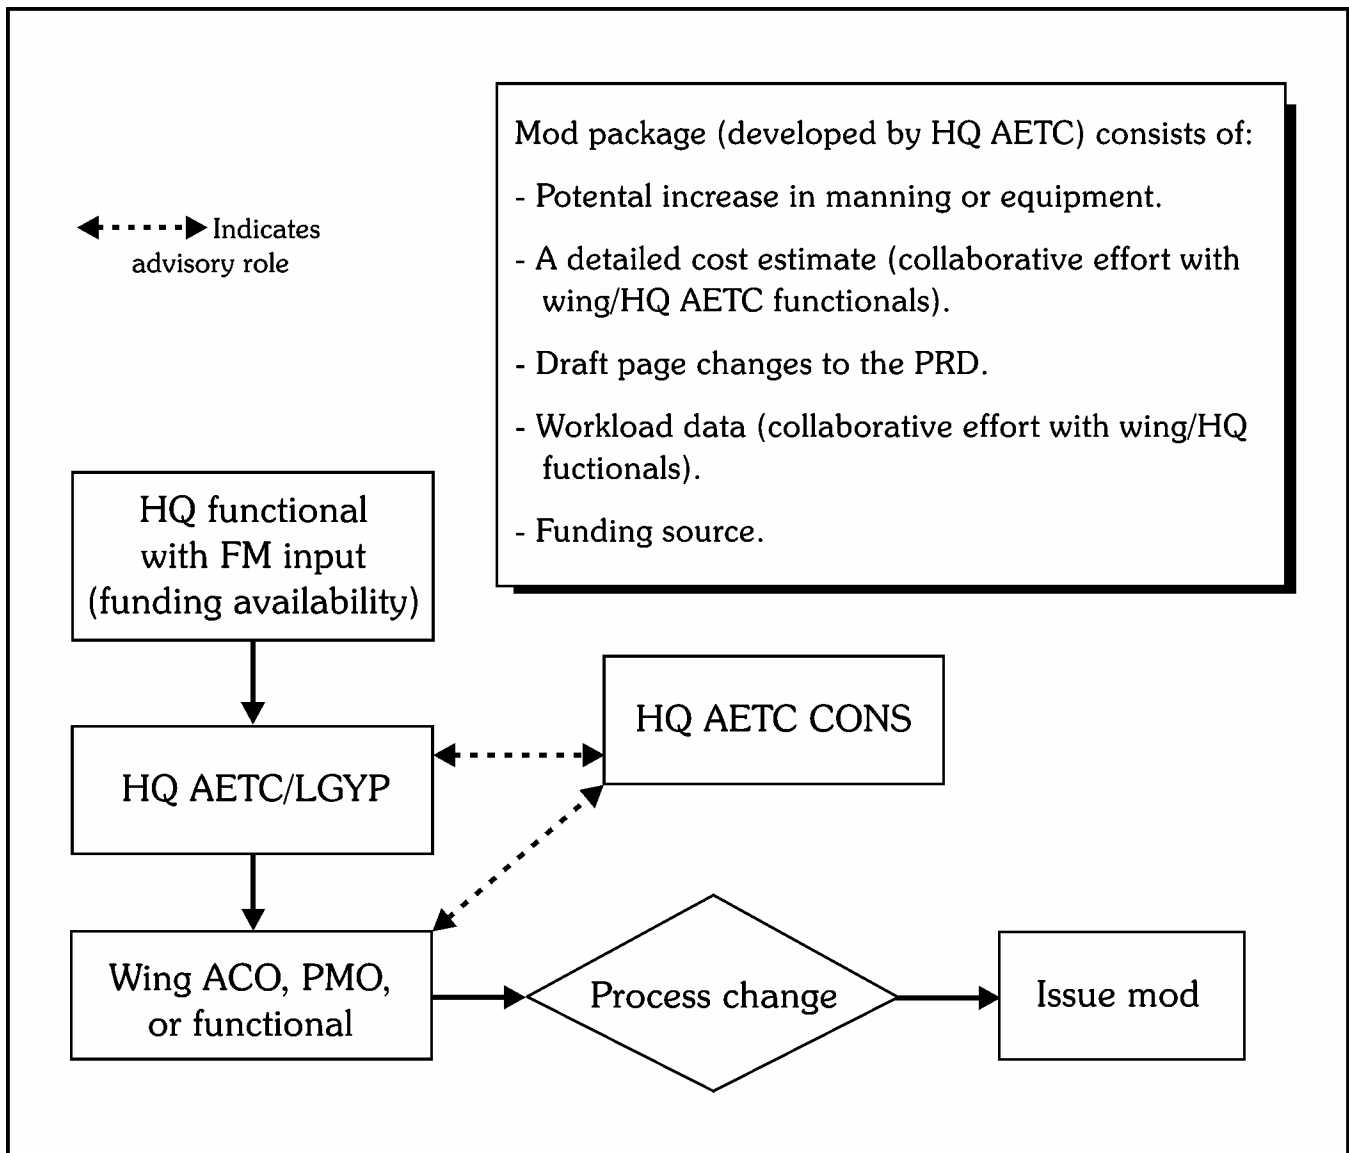 Mod package (developed by HQ AETC) consists of:
- Potental increase in manning or equipment.
- A detailed cost estimate (collaborative effort with
wing/HQ AETC functionals).
- Draft page changes to the PRD.
- Workload data (collaborative effort with wing/HQ
fuctionals).
- Funding source.
Indicates
advisory role
HQ functional
with FM input
(funding availability)
HQ AETC CONS
HQ AETC/LGYP
Wing ACO, PMO,
or functional
Process change
Issue mod